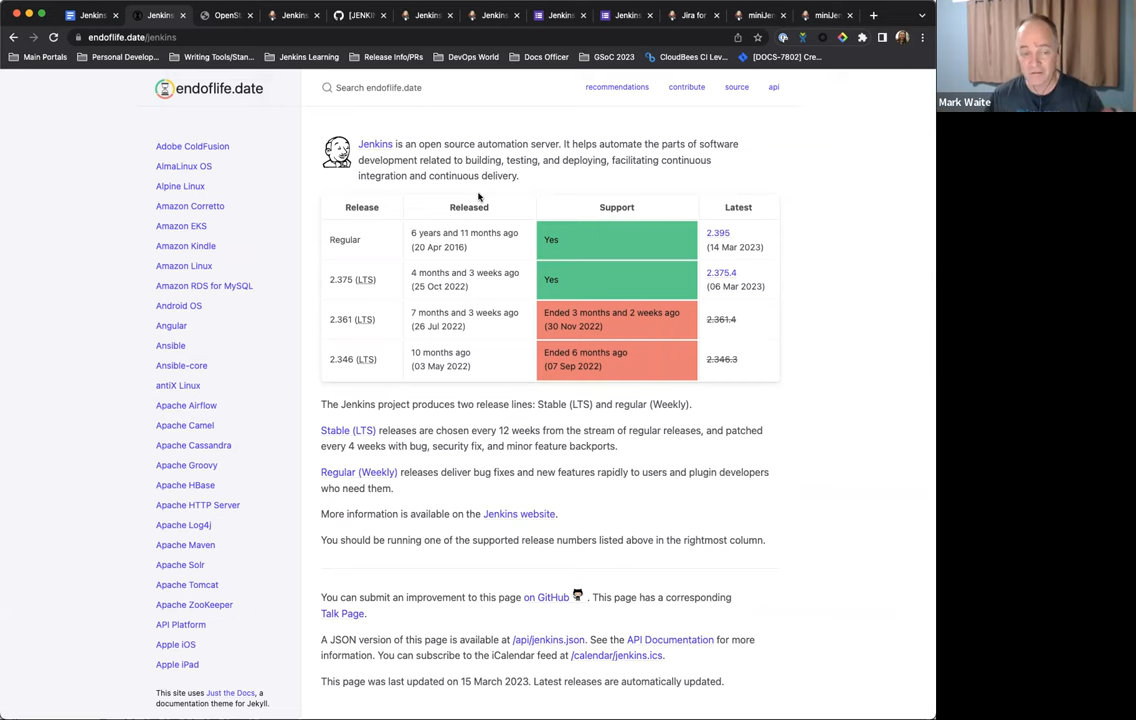 Jenkins
Jenkins
OpenSt
Jenkins
[JENKIN
Jenkins
Jenkins
Jenkins
Jenkins
Jira for
miniJen
miniJen
endoflife.date/jenkins
Main Portals
Personal Develop...
Writing Tools/Stan...
Jenkins Learning
Release Info/PRs
DevOps World
Docs Officer
GSoC 2023
CloudBees CI Lev...
[DOCS-7802] Cre...
Mark Waite
endoflife.date
Search endoflife.date
recommendations
contribute
source
api
Adobe ColdFusion
AlmaLinux OS
Alpine Linux
Amazon Corretto
Amazon EKS
Amazon Kindle
Amazon Linux
Amazon RDS for MySQL
Android OS
Angular
Ansible
Ansible-core
antiX Linux
Apache Airflow
Apache Camel
Apache Cassandra
Apache Groovy
Apache HBase
Apache HTTP Server
Apache Log4j
Apache Maven
Apache Solr
Apache Tomcat
Apache ZooKeeper
API Platform
Apple iOS
Apple iPad
This site uses Just the Docs, a
documentation theme for Jekyll.
Jenkins is an open source automation server. It helps automate the parts of software
development related to building, testing, and deploying, facilitating continuous
integration and continuous delivery.
Release Released Support Latest
Regular
6 years and 11 months ago
(20 Apr 2016)
Yes
2.395
(14 Mar 2023)
2.375 (LTS)
4 months and 3 weeks ago
(25 Oct 2022)
Yes
2.375.4
(06 Mar 2023)
2.361 (LTS)
7 months and 3 weeks ago
(26 Jul 2022)
Ended 3 months and 2 weeks ago
(30 Nov 2022)
2.361.4
2.346 (LTS)
10 months ago
(03 May 2022)
Ended 6 months ago
(07 Sep 2022)
2.346.3
The Jenkins project produces two release lines: Stable (LTS) and regular (Weekly).
Stable (LTS) releases are chosen every 12 weeks from the stream of regular releases, and patched
every 4 weeks with bug, security fix, and minor feature backports.
Regular (Weekly) releases deliver bug fixes and new features rapidly to users and plugin developers
who need them.
More information is available on the Jenkins website.
You should be running one of the supported release numbers listed above in the rightmost column.
You can submit an improvement to this page on GitHub . This page has a corresponding
Talk Page.
A JSON version of this page is available at /api/jenkins.json. See the API Documentation for more
information. You can subscribe to the iCalendar feed at /calendar/jenkins.ics.
This page was last updated on 15 March 2023. Latest releases are automatically updated.